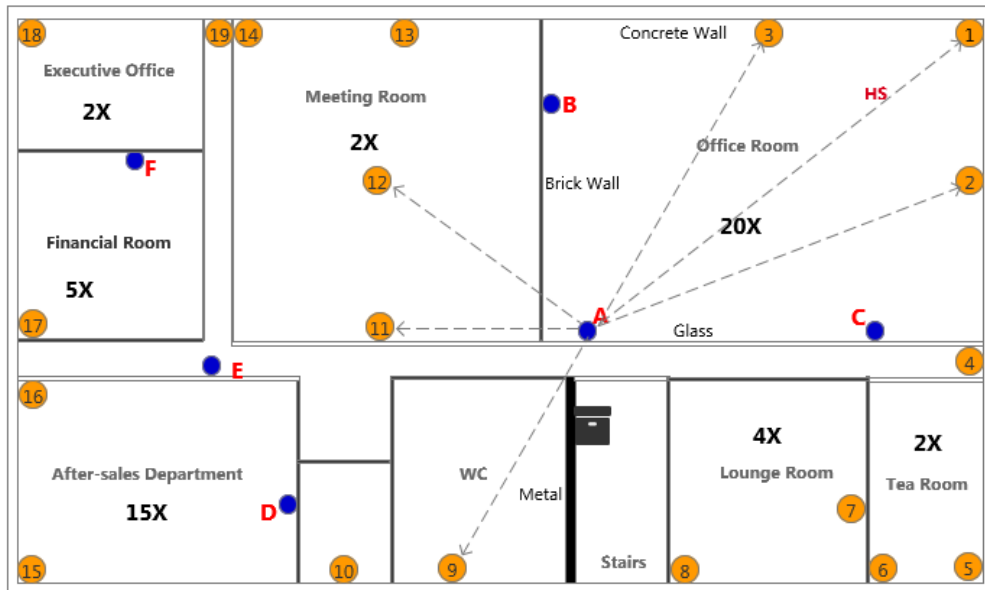 18
19
14
13
Concrete Wall
3
1
Executive Office
Meeting Room
HS
2X
B
2X
Office Room
F
12
Brick Wall
2
20X
Financial Room
5X
17
11
A
Glass
C
E
4
16
4X
2X
After-sales Department
WC
Lounge Room
Tea Room
Metal
15X
D
7
Stairs
15
10
9
8
6
5